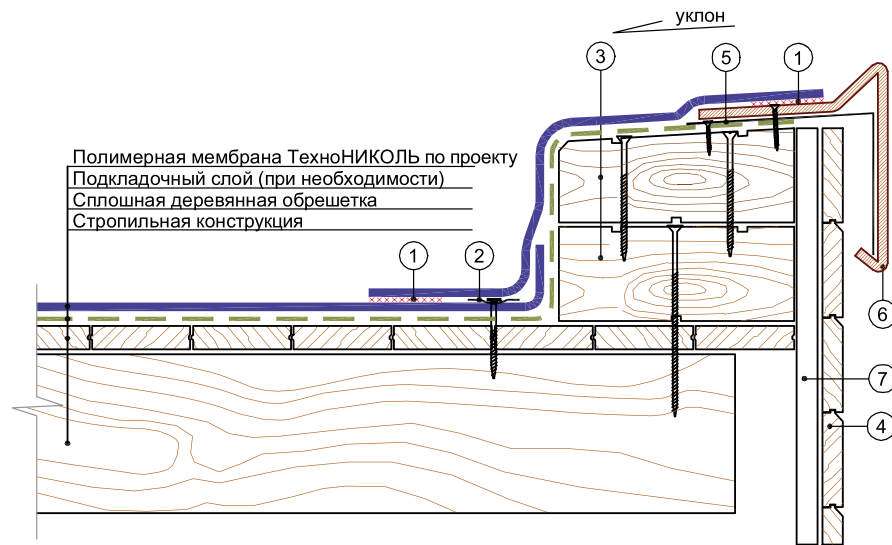 уклон
3
5
1
Полимерная мембрана ТехноНИКОЛЬ по проекту
Подкладочный слой (при необходимости)
Сплошная деревянная обрешетка
Стропильная конструкция
1
2
3
6
7
4